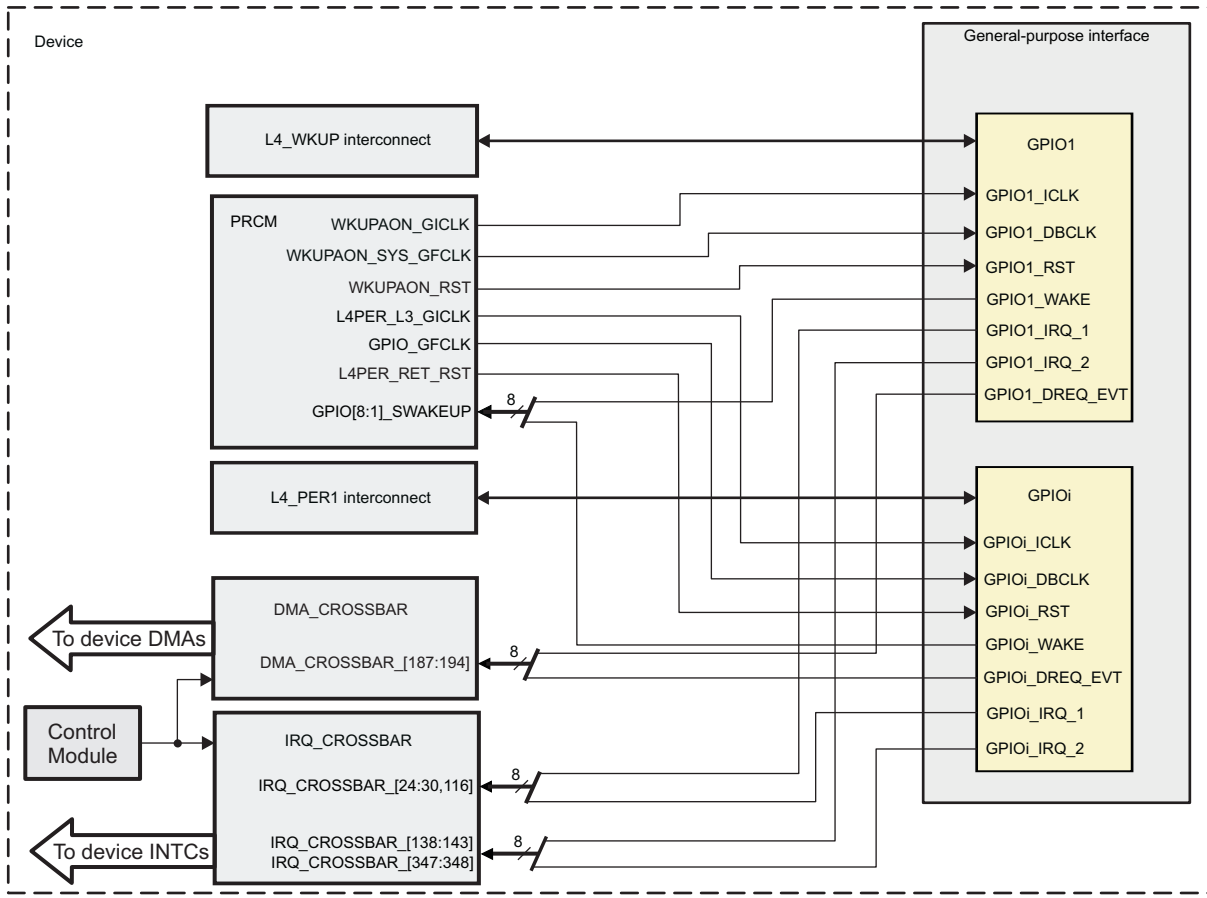 Device
General-purpose interface
L4_WKUP interconnect
GPIO1
PRCM
WKUPAON_GICLK
WKUPAON_SYS_GFCLK
WKUPAON_RST
L4PER_L3_GICLK
GPIO_GFCLK
L4PER_RET_RST
GPIO[8:1]_SWAKEUP
8
GPIO1_ICLK
GPIO1_DBCLK
GPIO1_RST
GPIO1_WAKE
GPIO1_IRQ_1
GPIO1_IRQ_2
GPIO1_DREQ_EVT
L4_PER1 interconnect
GPIOi
GPIOi_ICLK
GPIOi_DBCLK
GPIOi_RST
GPIOi_WAKE
GPIOi_DREQ_EVT
GPIOi_IRQ_1
GPIOi_IRQ_2
DMA_CROSSBAR
To device DMAs
DMA_CROSSBAR_[187:194]
8
Control
Module
IRQ_CROSSBAR
IRQ_CROSSBAR_[24:30,116]
8
To device INTCs
IRQ_CROSSBAR_[138:143]
IRQ_CROSSBAR_[347:348]
8